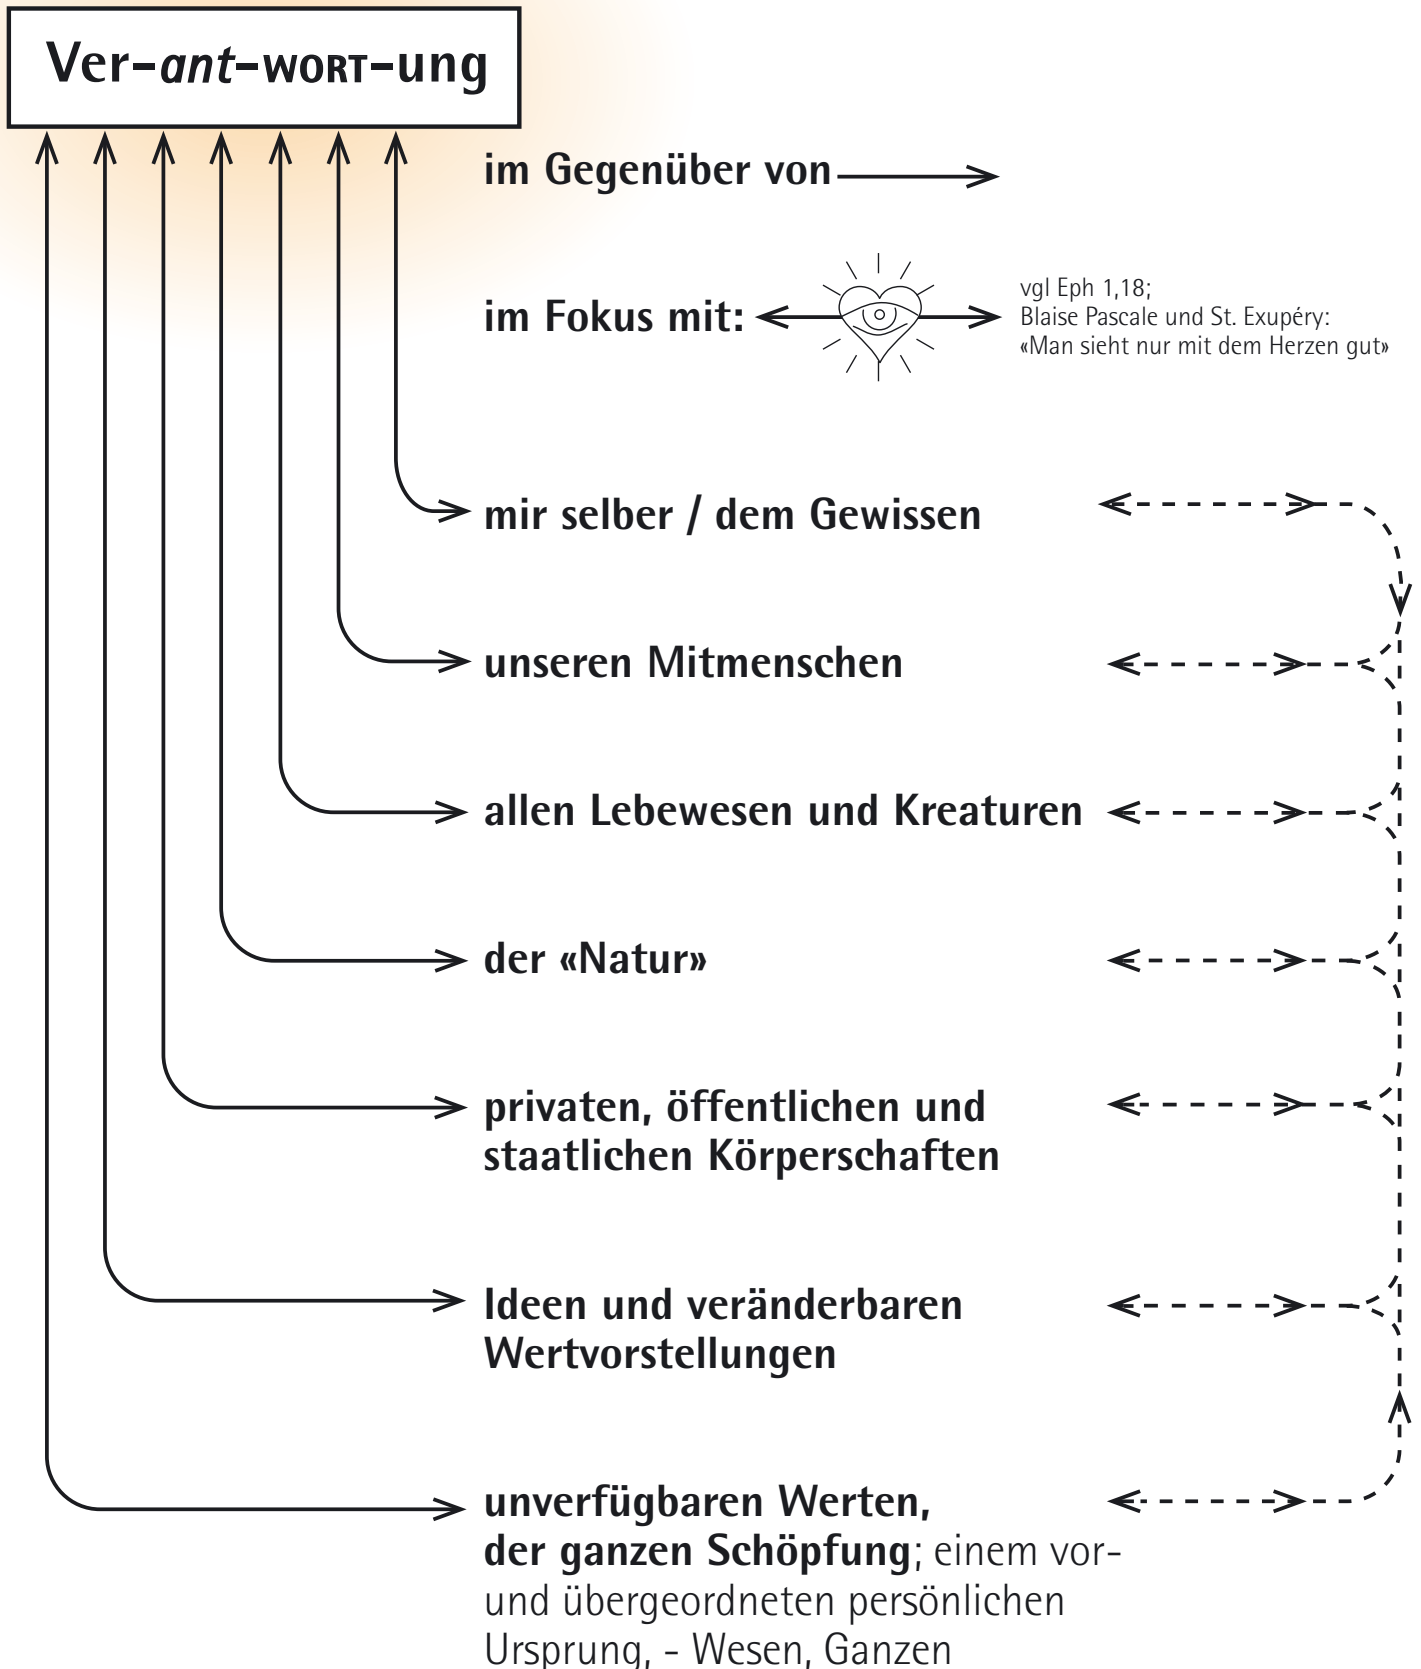 Ver-ant-WORT-ung
im Gegenüber von
im Fokus mit:
vgl Eph 1,18;
Blaise Pascale und St. Exupéry:
«Man sieht nur mit dem Herzen gut»
mir selber / dem Gewissen
unseren Mitmenschen
allen Lebewesen und Kreaturen
der «Natur»
privaten, öffentlichen und
staatlichen Körperschaften
Ideen und veränderbaren
Wertvorstellungen
unverfügbaren Werten,
der ganzen Schöpfung; einem vor-
und übergeordneten persönlichen
Ursprung, - Wesen, Ganzen